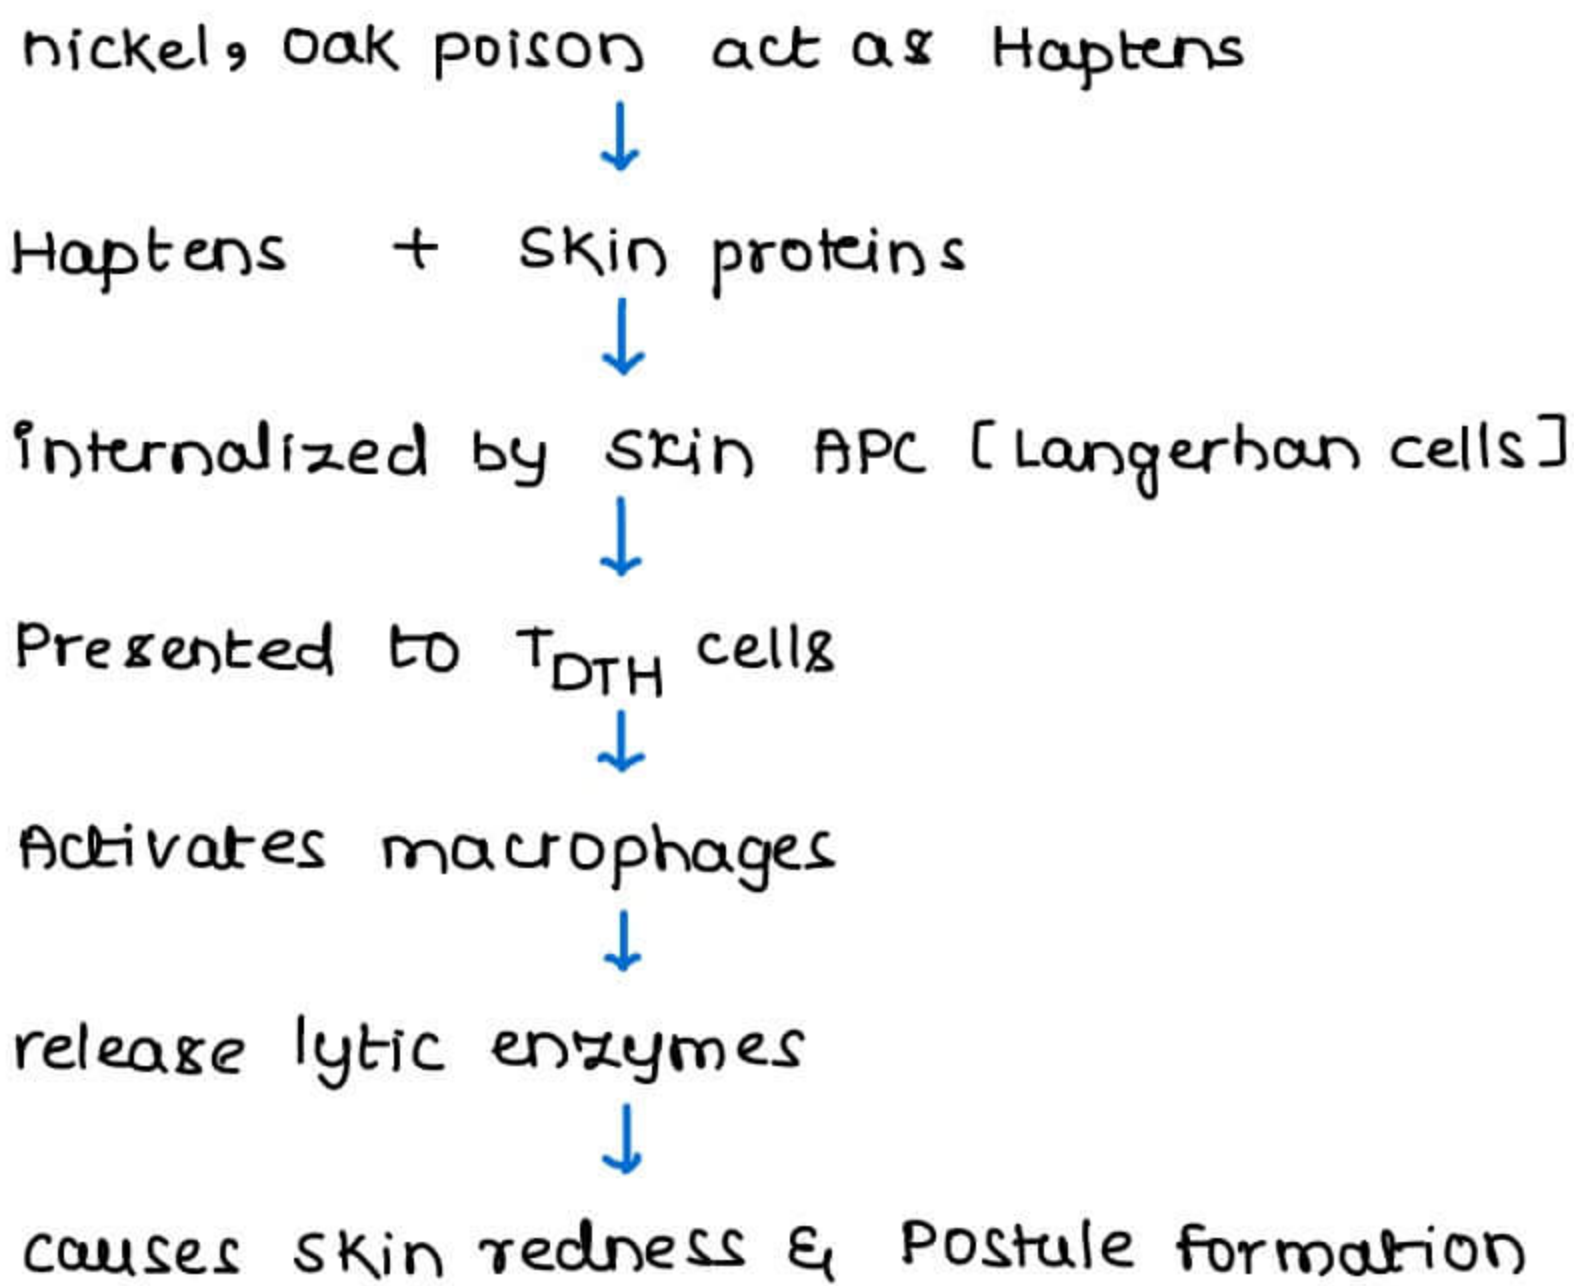 nickel, oak poison act as Haptens
Haptens + skin proteins
internalized by skin APC [Langerhan cells]
Presented to TDTH cells
Activates macrophages
release lytic enzymes
causes skin redness & Postule formation